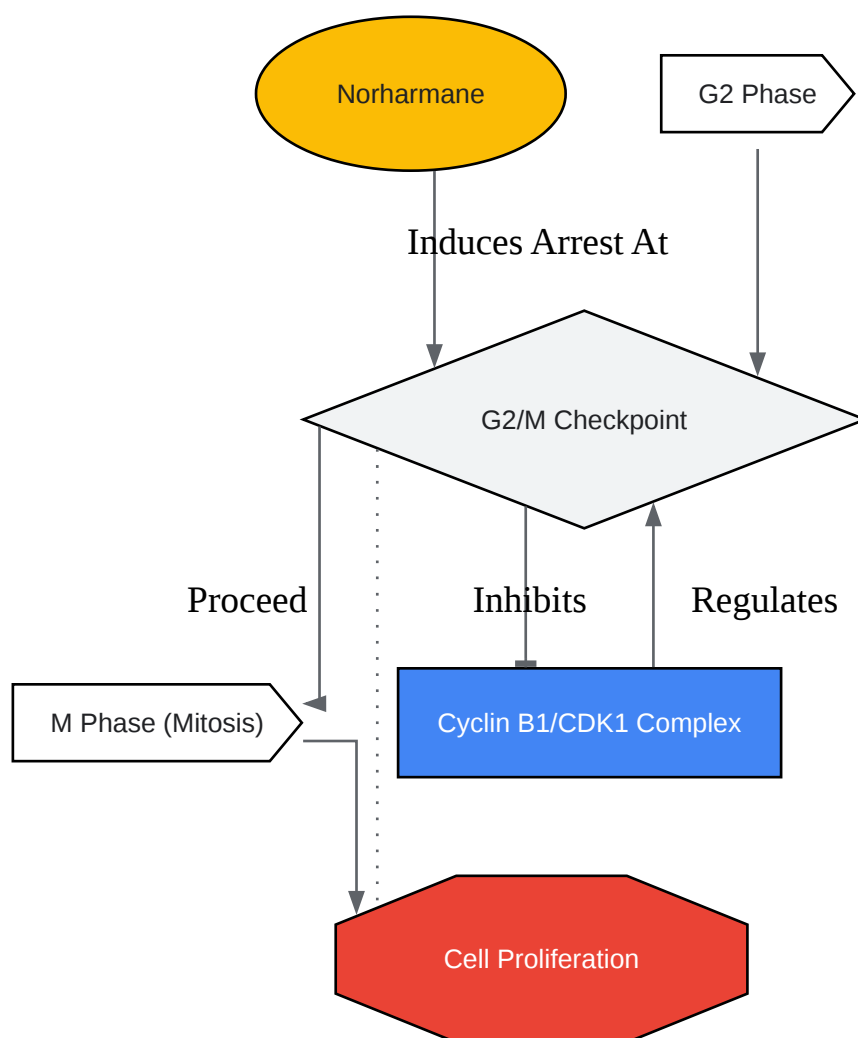 Norharmane
G2 Phase
Induces Arrest At
G2/M Checkpoint
Proceed
Inhibits
Regulates
M Phase (Mitosis)
Cyclin B1/CDK1 Complex
Cell Proliferation